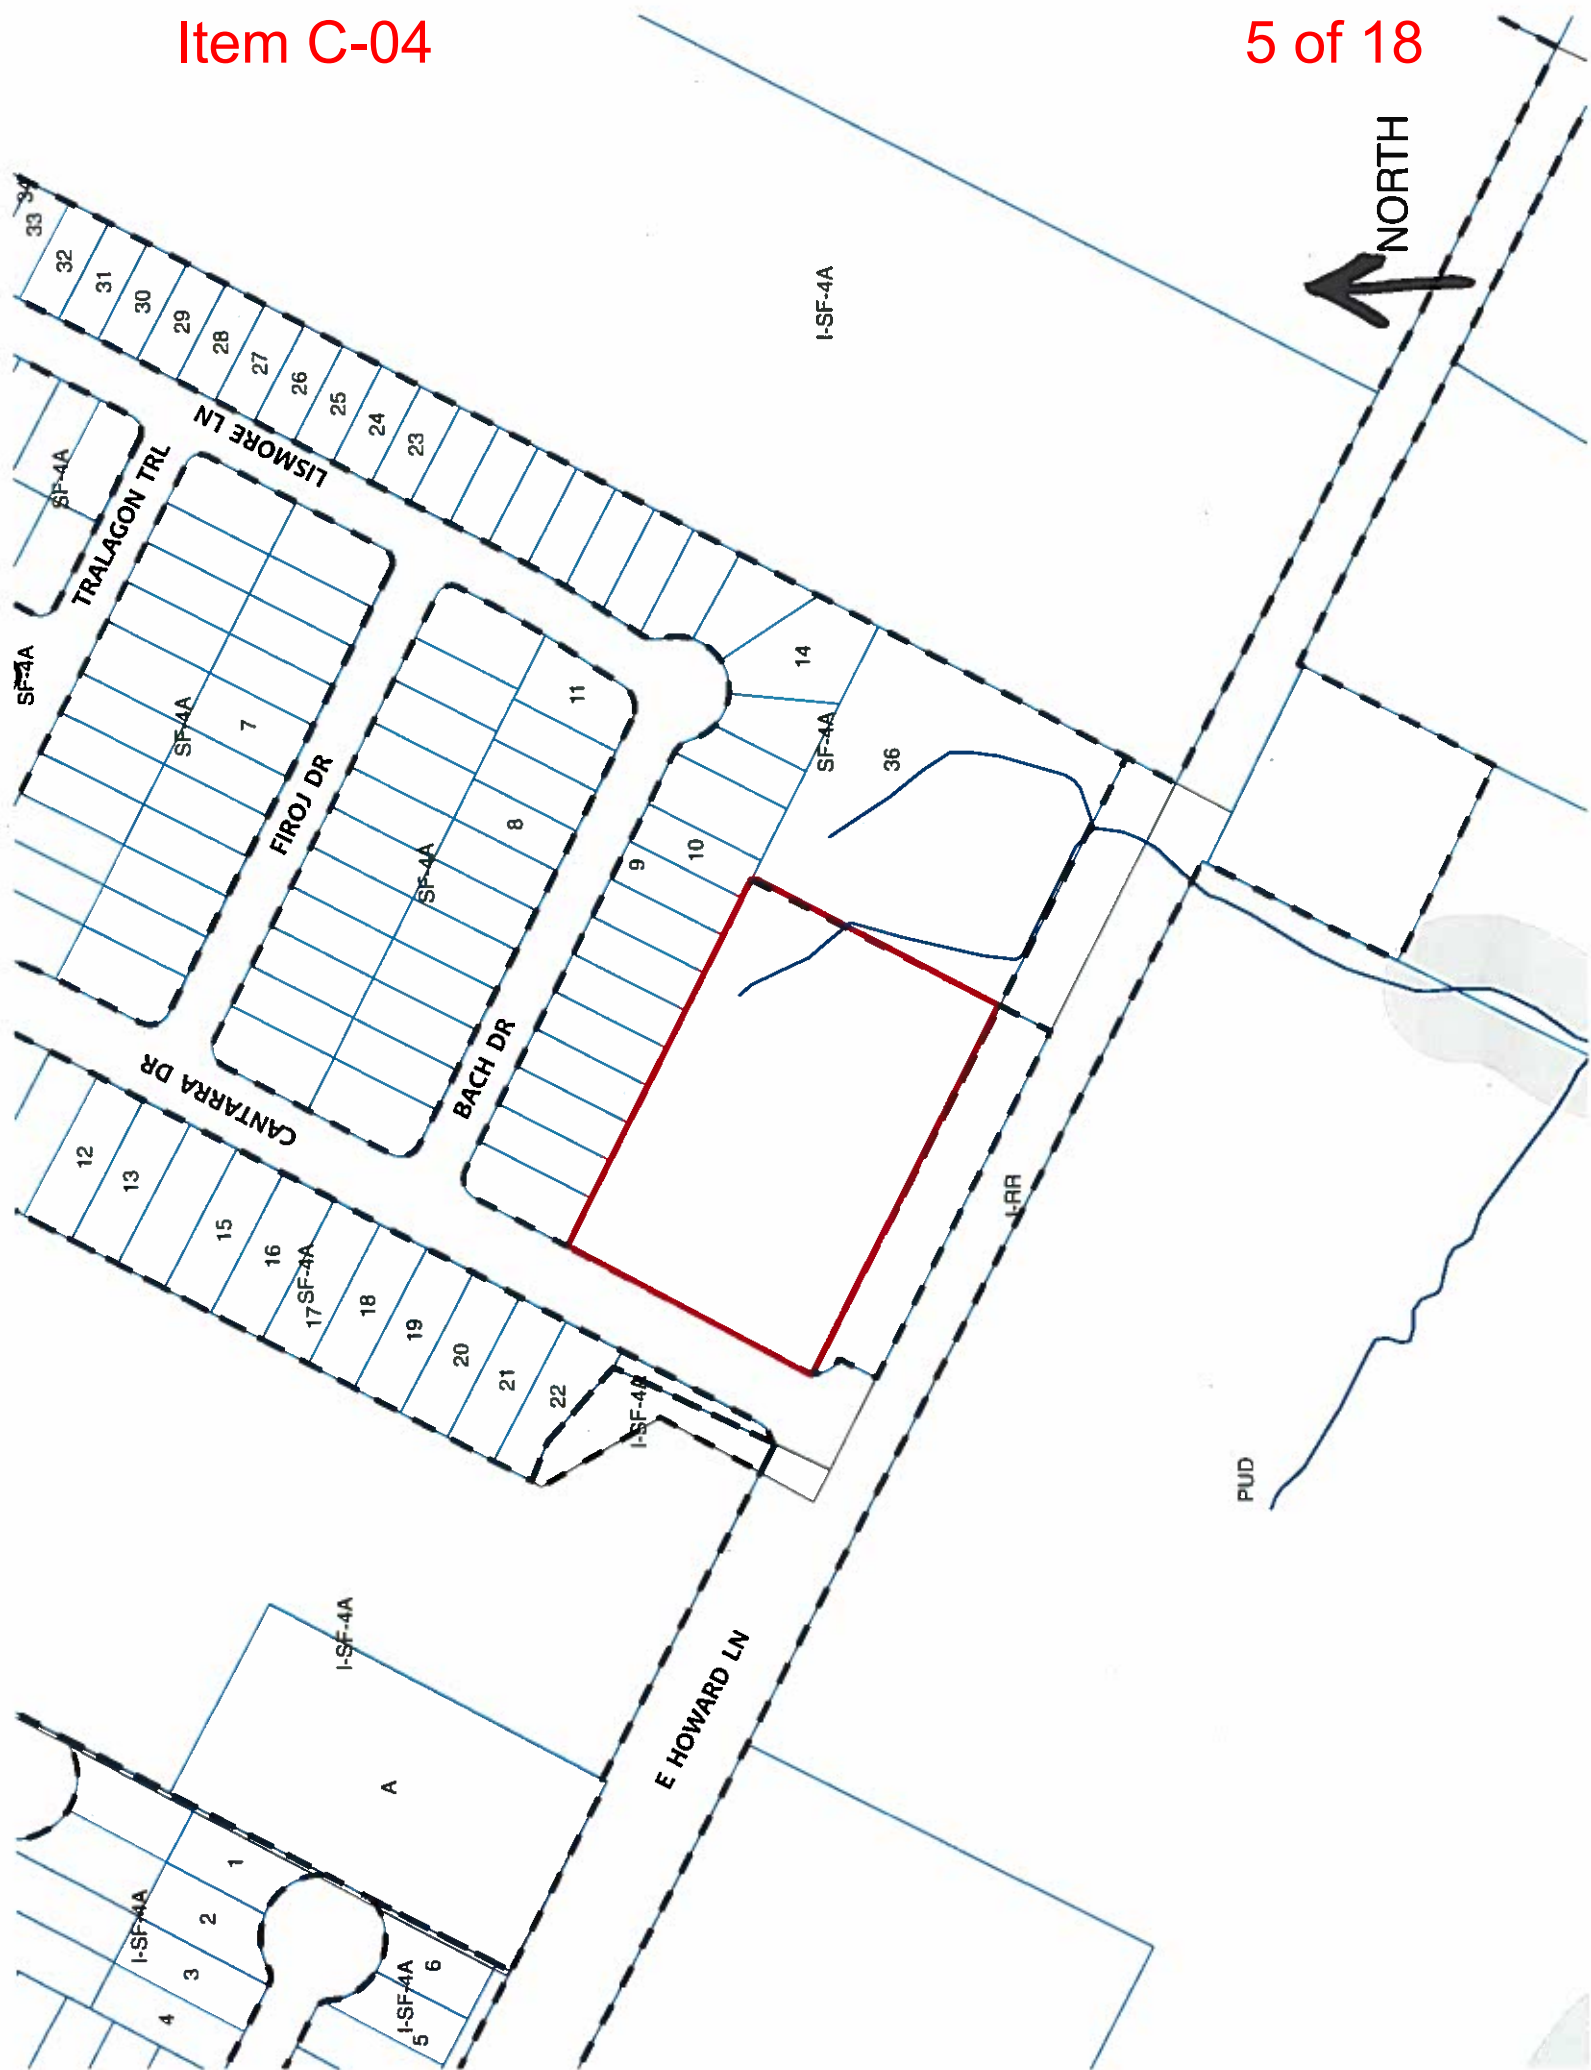 Item C-04
5 of 18
NORTH
34
33
32
31
30
29
28
27
26
25
24
23
I-SF-4A
LISMORE LN
SF-4A
TRALAGON TRL
SF-4A
SF-4A
7
FIROJ DR
11
14
SF-4A
36
8
SF-4A
9
10
BACH DR
CANTARRA DR
12
13
15
16
SF-4A
17
18
19
20
21
22
I-SF-4A
I-RR
PUD
I-SF-4A
E HOWARD LN
A
1
2
I-SF-4A
3
4
6
I-SF-4A
5